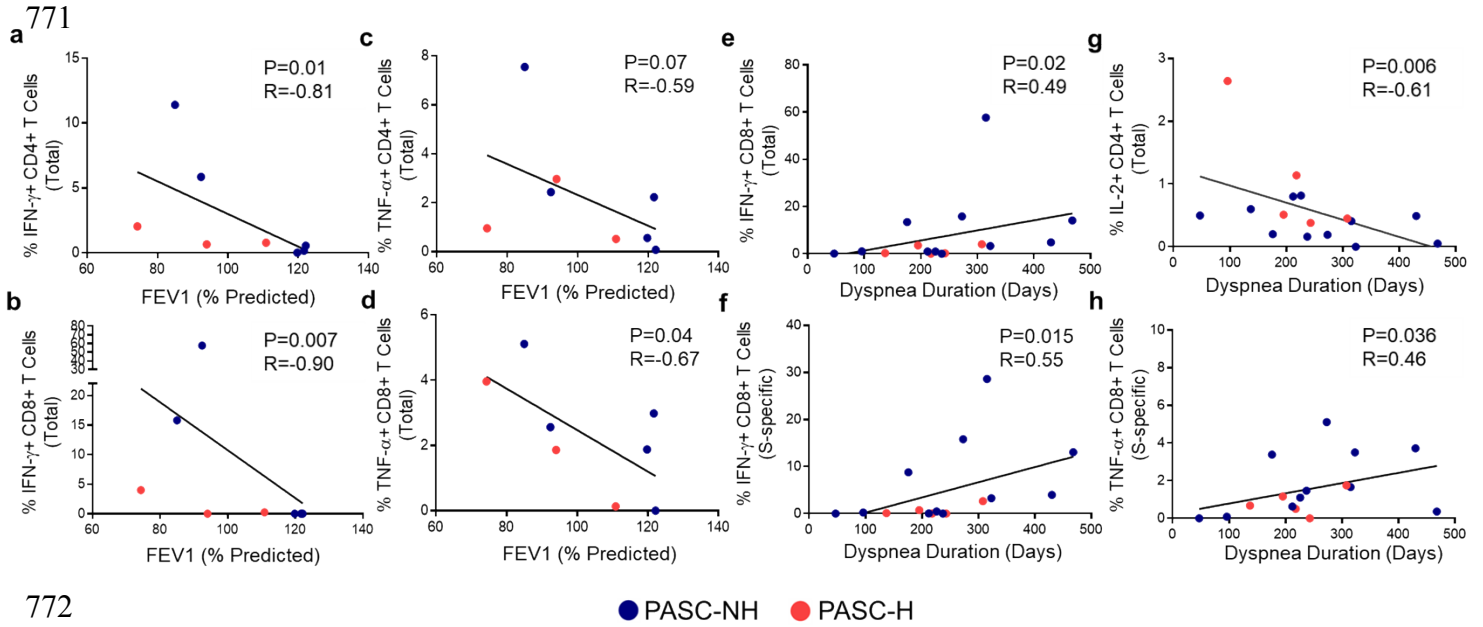 771
a
% IFN-γ+ CD4+ T Cells
(Total)
15
10
5
0
60
80
100
120
140
FEV1 (% Predicted)
P=0.01
R=-0.81
c
% TNF-α+ CD4+ T Cells
(Total)
8
6
4
2
0
60
80
100
120
140
FEV1 (% Predicted)
P=0.07
R=-0.59
e
% IFN-γ+ CD8+ T Cells
(Total)
80
60
40
20
0
0
100
200
300
400
500
Dyspnea Duration (Days)
P=0.02
R=0.49
g
% IL-2+ CD4+ T Cells
(Total)
3
2
1
0
0
100
200
300
400
500
Dyspnea Duration (Days)
P=0.006
R=-0.61
b
% IFN-γ+ CD8+ T Cells
(Total)
80
70
60
50
40
30
20
15
10
5
0
60
80
100
120
140
FEV1 (% Predicted)
P=0.007
R=-0.90
d
% TNF-α+ CD8+ T Cells
(Total)
6
4
2
0
60
80
100
120
140
FEV1 (% Predicted)
P=0.04
R=-0.67
f
% IFN-γ+ CD8+ T Cells
(S-specific)
40
30
20
10
0
0
100
200
300
400
500
Dyspnea Duration (Days)
P=0.015
R=0.55
h
% TNF-α+ CD8+ T Cells
(S-specific)
10
8
6
4
2
0
0
100
200
300
400
500
Dyspnea Duration (Days)
P=0.036
R=0.46
772
PASC-NH PASC-H